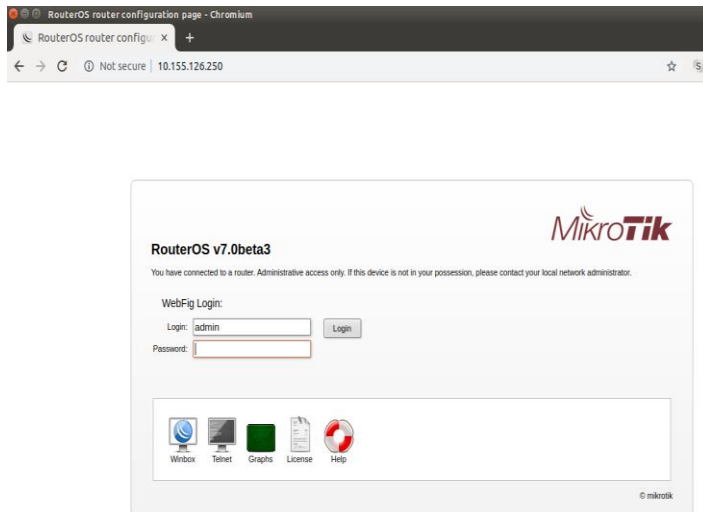 RouterOS router configuration page - Chromium
RouterOS router configu
Not secure | 10.155.126.250
MikroTik
RouterOS v7.0beta3
You have connected to a router. Administrative access only. If this device is not in your possession, please contact your local network administrator.
WebFig Login:
Login: admin Login
Password:
Winbox Telnet Graphs License Help
© mikrotik